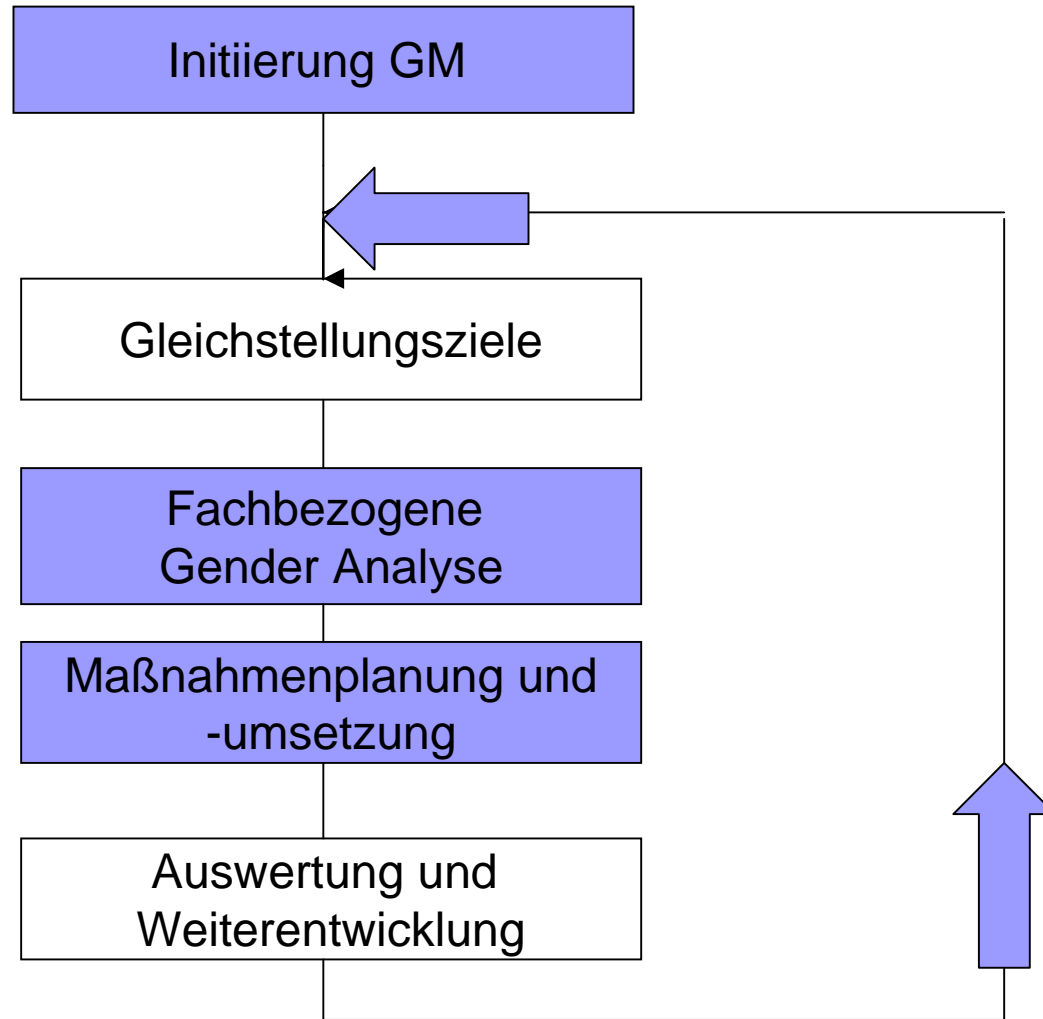 Initiierung GM
Gleichstellungsziele
Fachbezogene
Gender Analyse
Maßnahmenplanung und
-umsetzung
Auswertung und
Weiterentwicklung